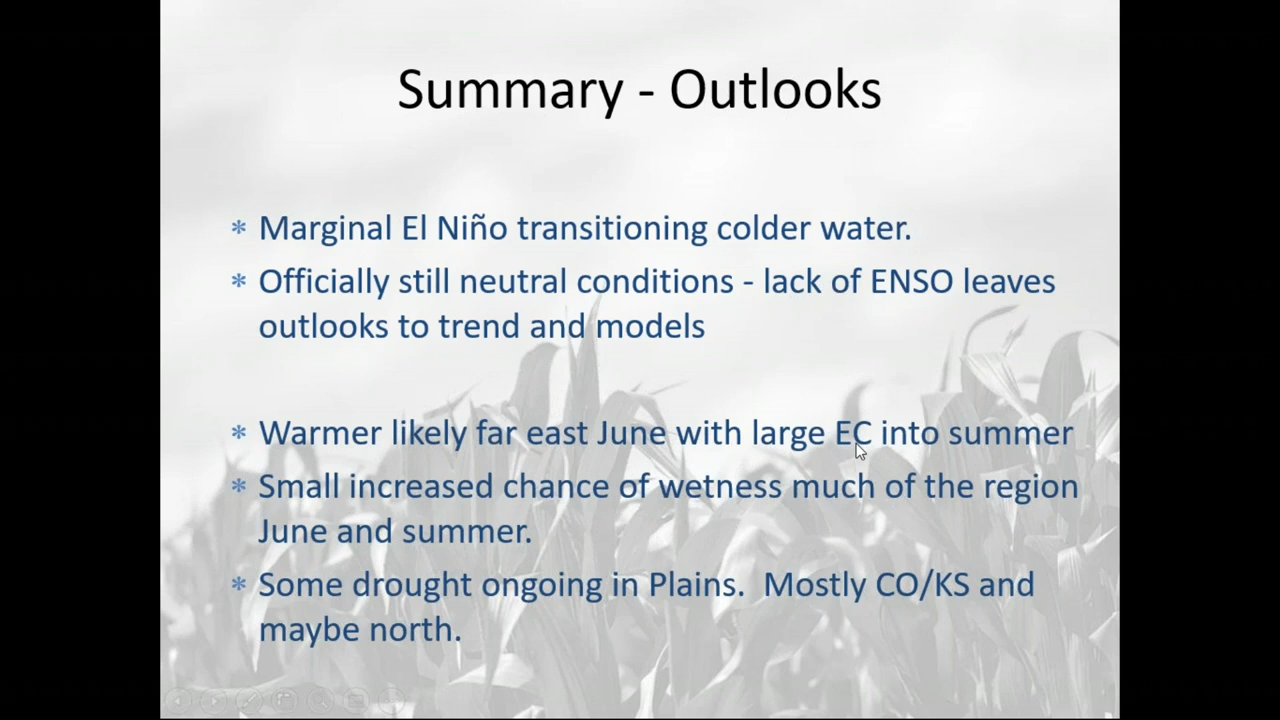 Summary - Outlooks
* Marginal El Niño transitioning colder water.
* Officially still neutral conditions - lack of ENSO leaves
outlooks to trend and models
* Warmer likely far east June with large EC into summer
* Small increased chance of wetness much of the region
June and summer.
* Some drought ongoing in Plains.  Mostly CO/KS and
maybe north.